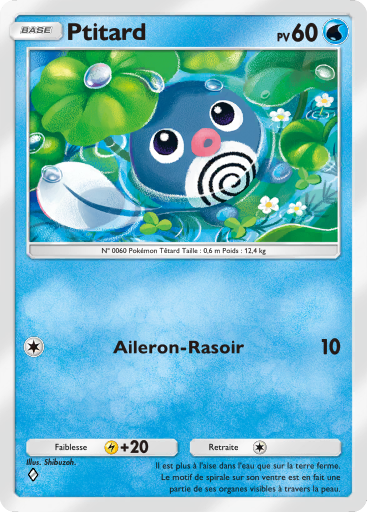 BASE Ptitard PV 60
N° 0060 Pokémon Têtard Taille : 0,6 m Poids : 12,4 kg
Aileron-Rasoir 10
Faiblesse +20 Retraite
Illus. Shibuzoh.
Il est plus à l'aise dans l'eau que sur la terre ferme.
Le motif de spirale sur son ventre est en fait une
partie de ses organes visibles à travers la peau.